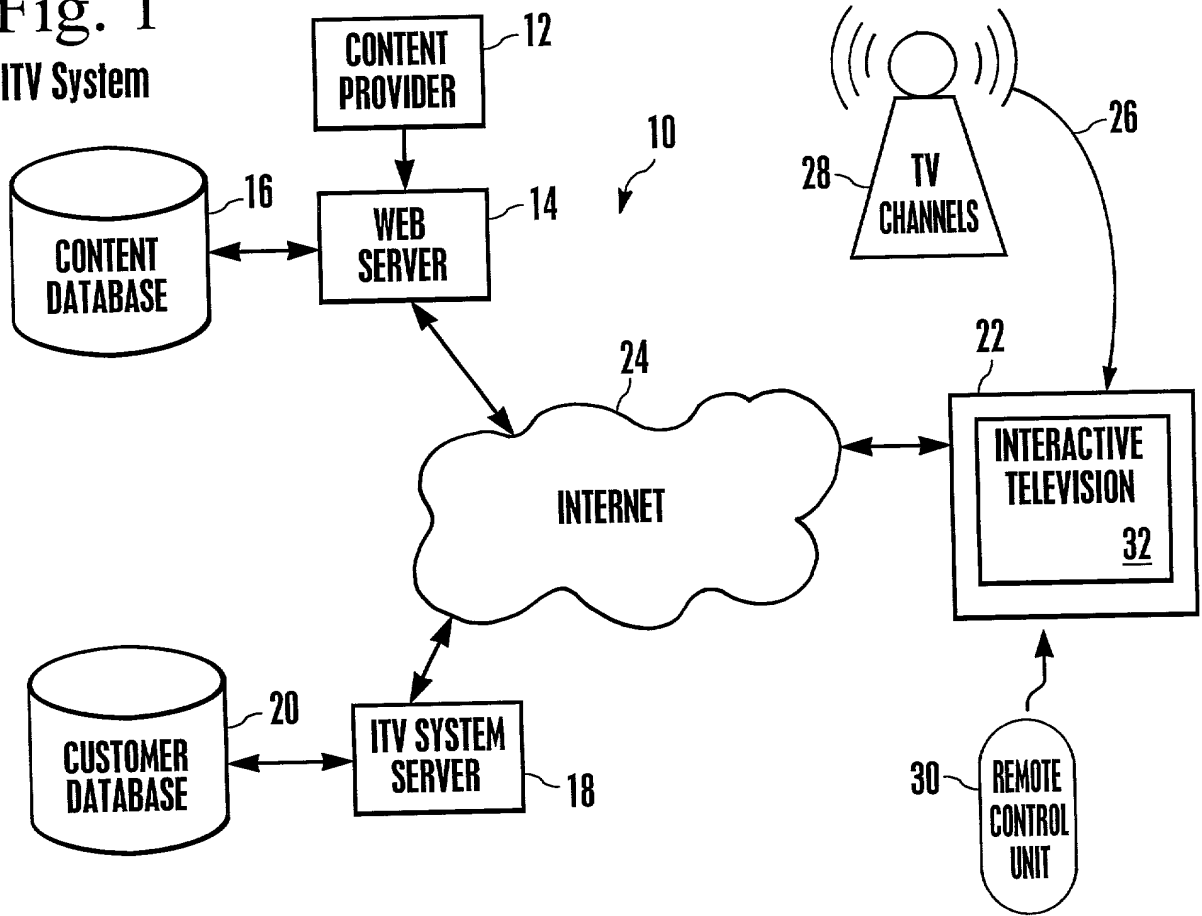 Fig. 1
ITV System
CONTENT
PROVIDER
12
10
16
CONTENT
DATABASE
WEB
SERVER
14
28
TV
CHANNELS
26
24
INTERNET
22
INTERACTIVE
TELEVISION
32
20
CUSTOMER
DATABASE
ITV SYSTEM
SERVER
18
30
REMOTE
CONTROL
UNIT